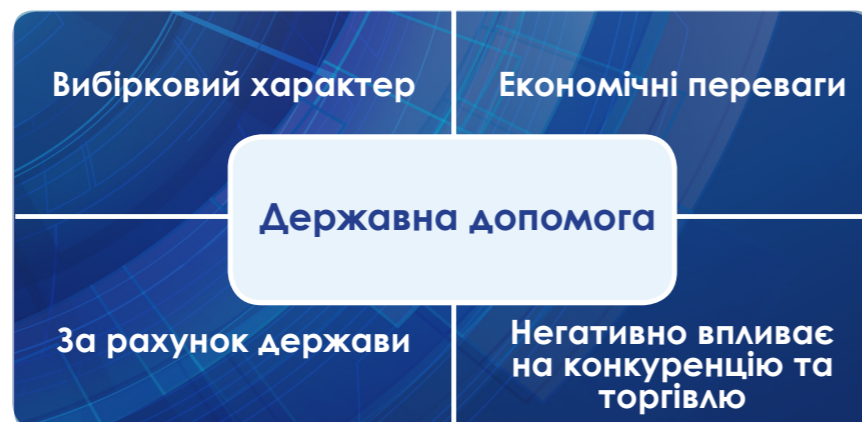 Вибірковий характер
Економічні переваги
Державна допомога
За рахунок держави
Негативно впливає
на конкуренцію та
торгівлю